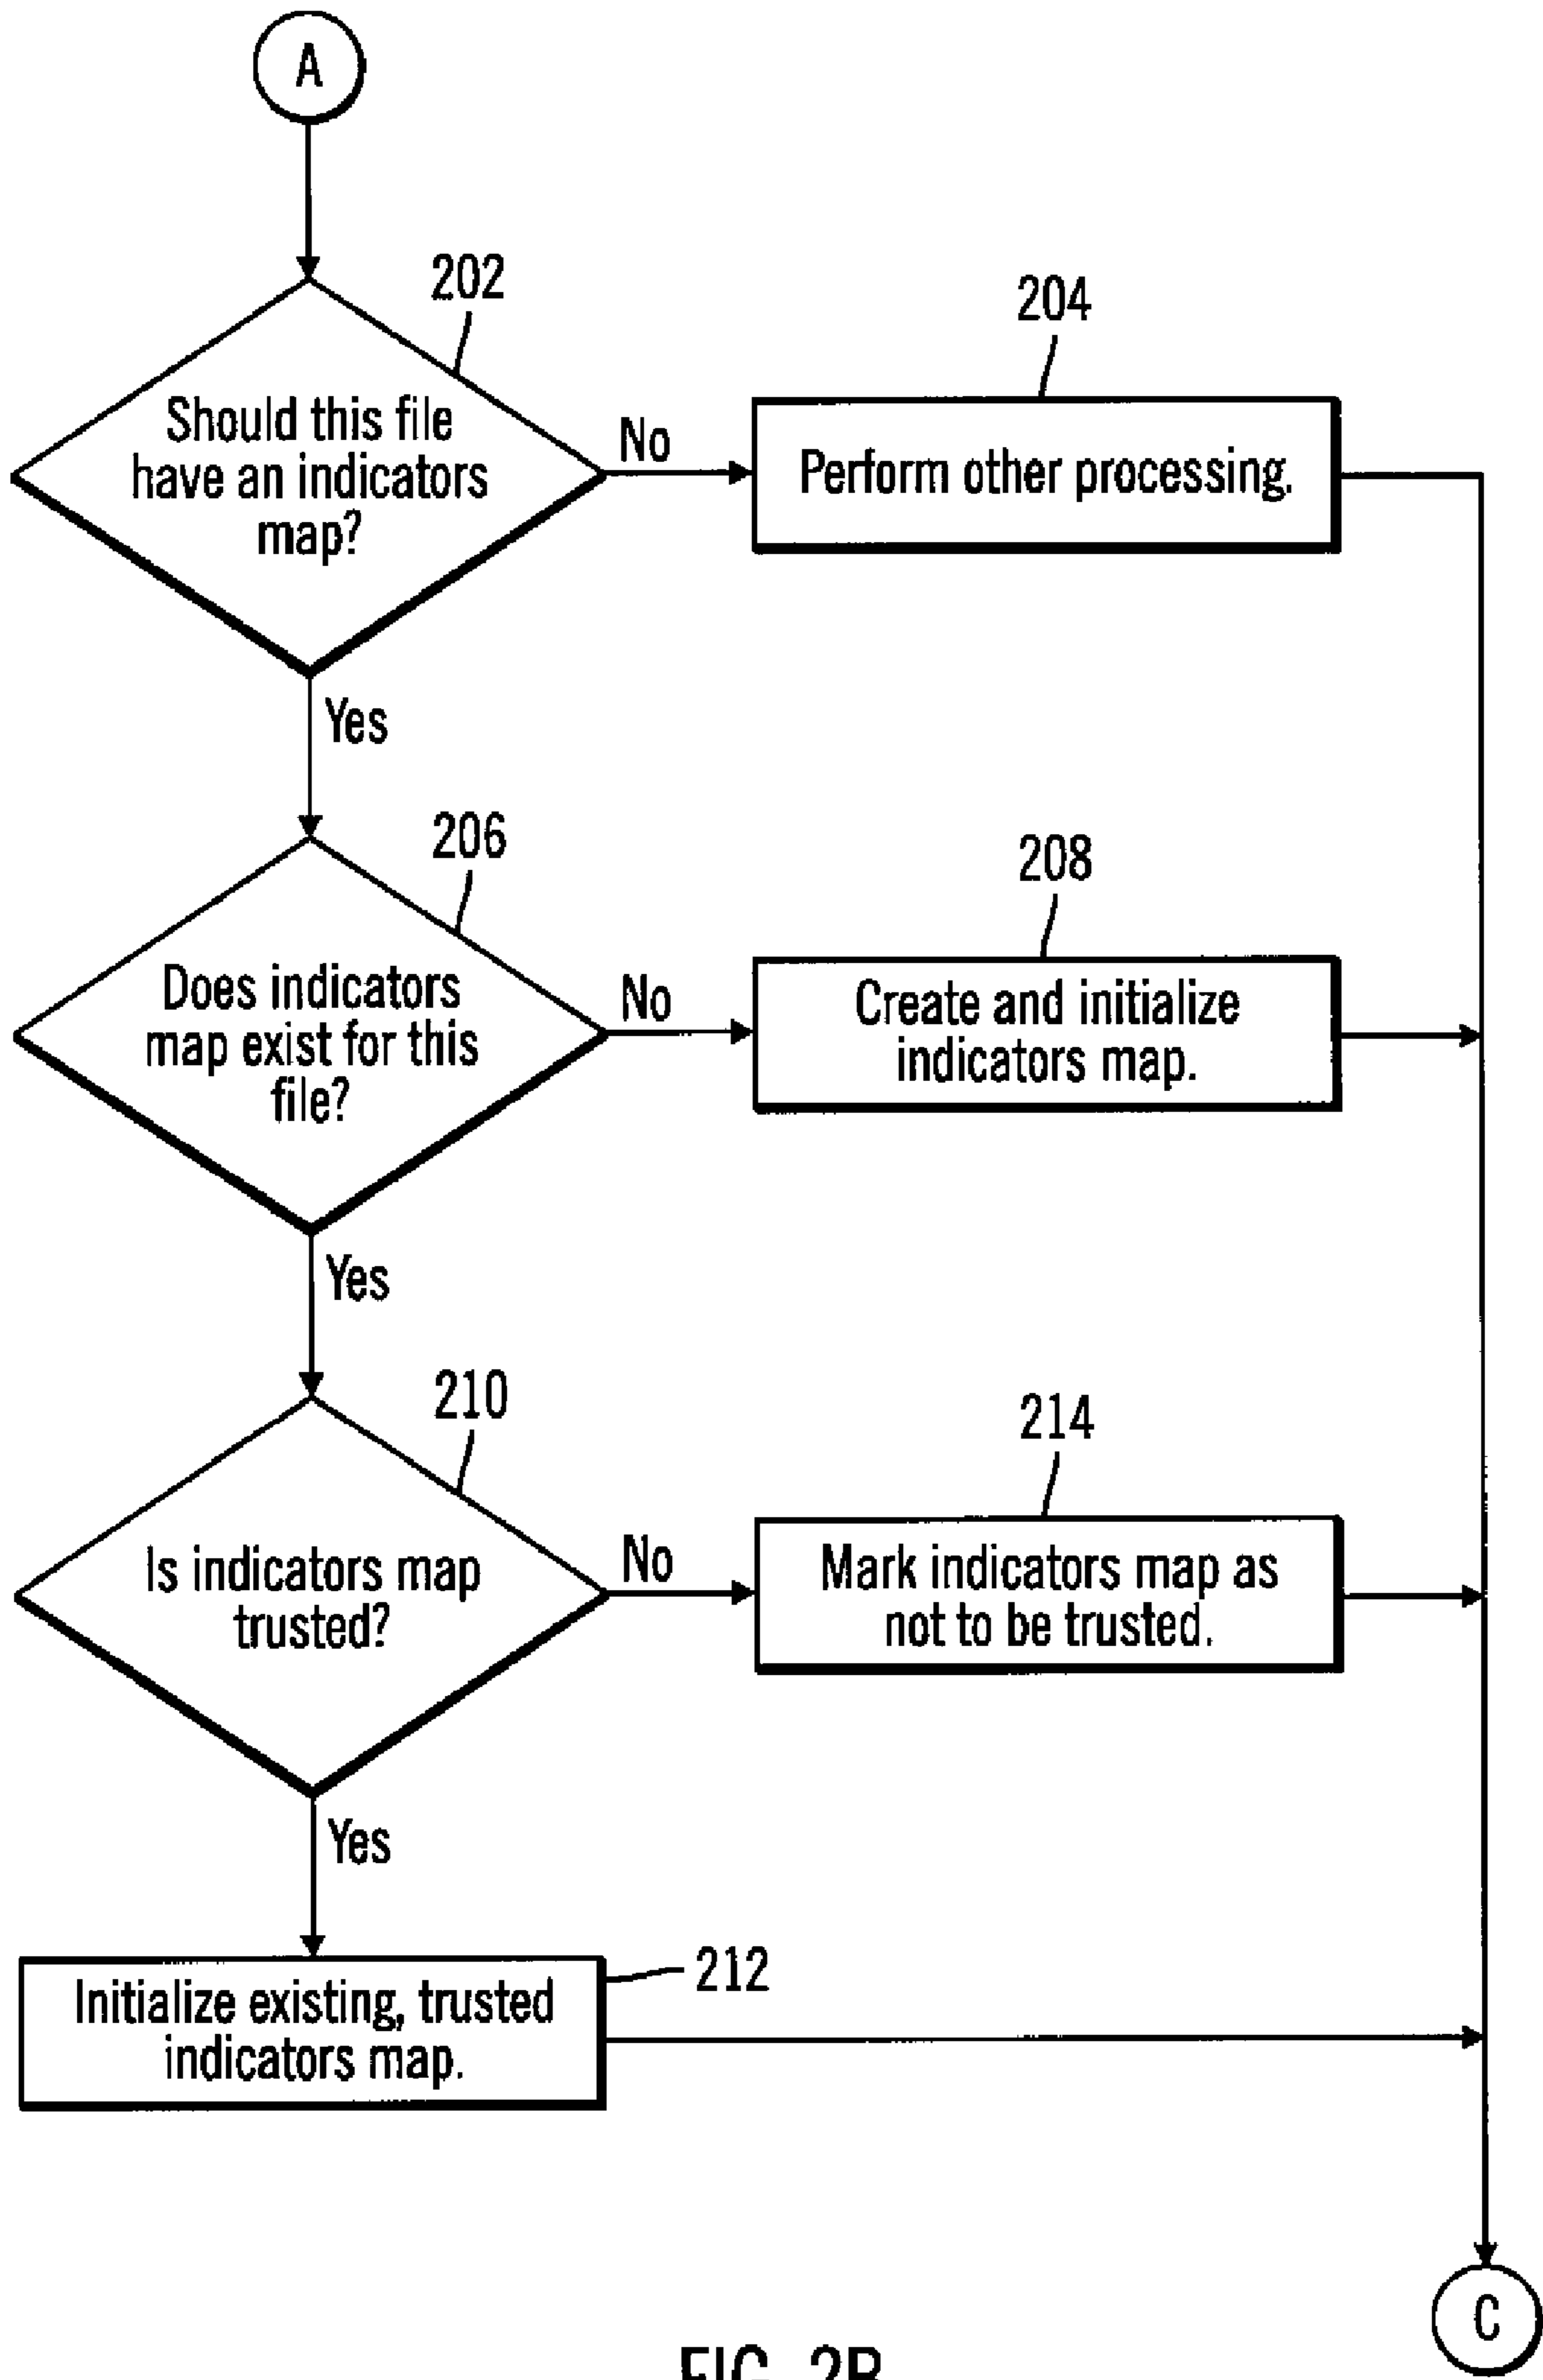 A
202
Should this file
have an indicators
map?
No
204
Perform other processing.
Yes
206
Does indicators
map exist for this
file?
No
208
Create and initialize
indicators map.
Yes
210
Is indicators map
trusted?
No
214
Mark indicators map as
not to be trusted.
Yes
212
Initialize existing, trusted
indicators map.
C
FIG. 2B